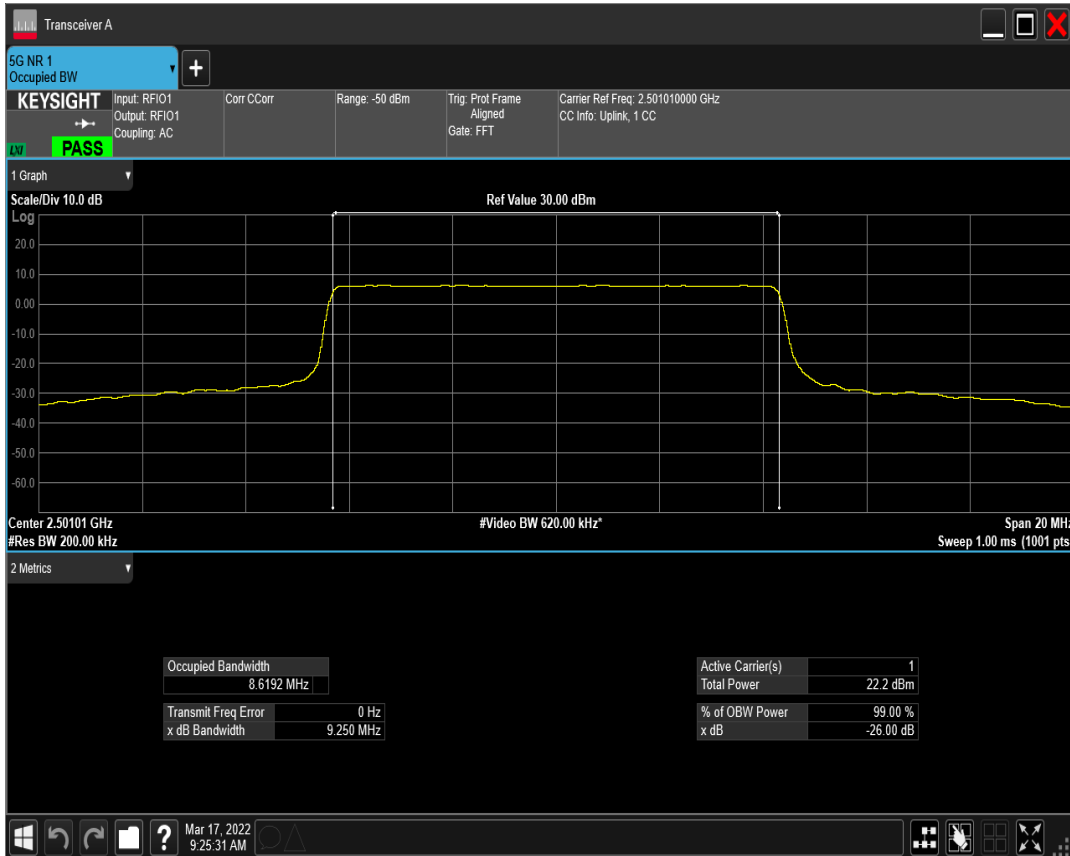 Transceiver A
5G NR 1
Occupied BW
KEYSIGHT
LXI
PASS
Input: RFIO1
Output: RFIO1
Coupling: AC
Corr CCorr
Range: -50 dBm
Trig: Prot Frame
Aligned
Gate: FFT
Carrier Ref Freq: 2.501010000 GHz
CC Info: Uplink, 1 CC
1 Graph
Scale/Div 10.0 dB
Ref Value 30.00 dBm
Log
20.0
10.0
0.00
-10.0
-20.0
-30.0
-40.0
-50.0
-60.0
Center 2.50101 GHz
#Video BW 620.00 kHz*
Span 20 MHz
#Res BW 200.00 kHz
Sweep 1.00 ms (1001 pts
2 Metrics
Occupied Bandwidth
8.6192 MHz
Transmit Freq Error 0 Hz
x dB Bandwidth 9.250 MHz
Active Carrier(s) 1
Total Power 22.2 dBm
% of OBW Power 99.00 %
x dB -26.00 dB
?
Mar 17, 2022
9:25:31 AM